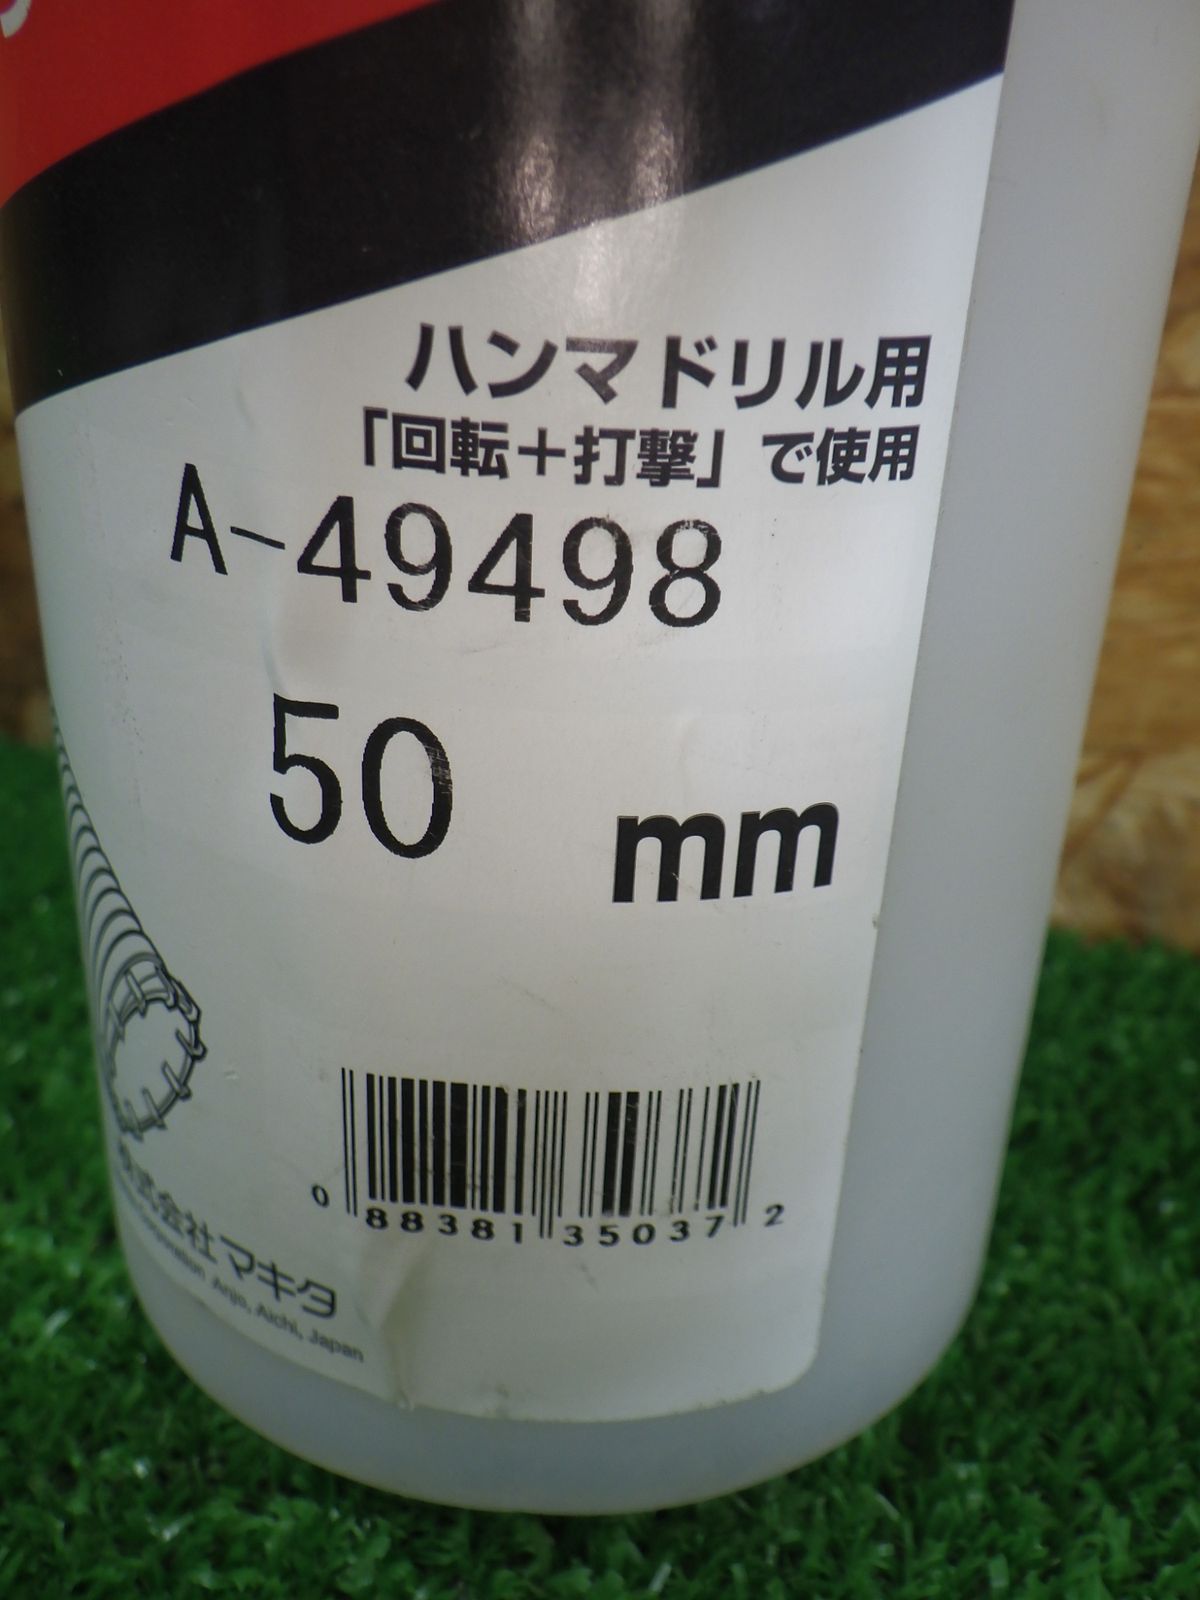 ハンマドリル用
「回転+打撃」で使用
A-49498
50 mm
0 88381 35037 2
株式会社マキタ
Corporation Anjo, Aichi, Japan